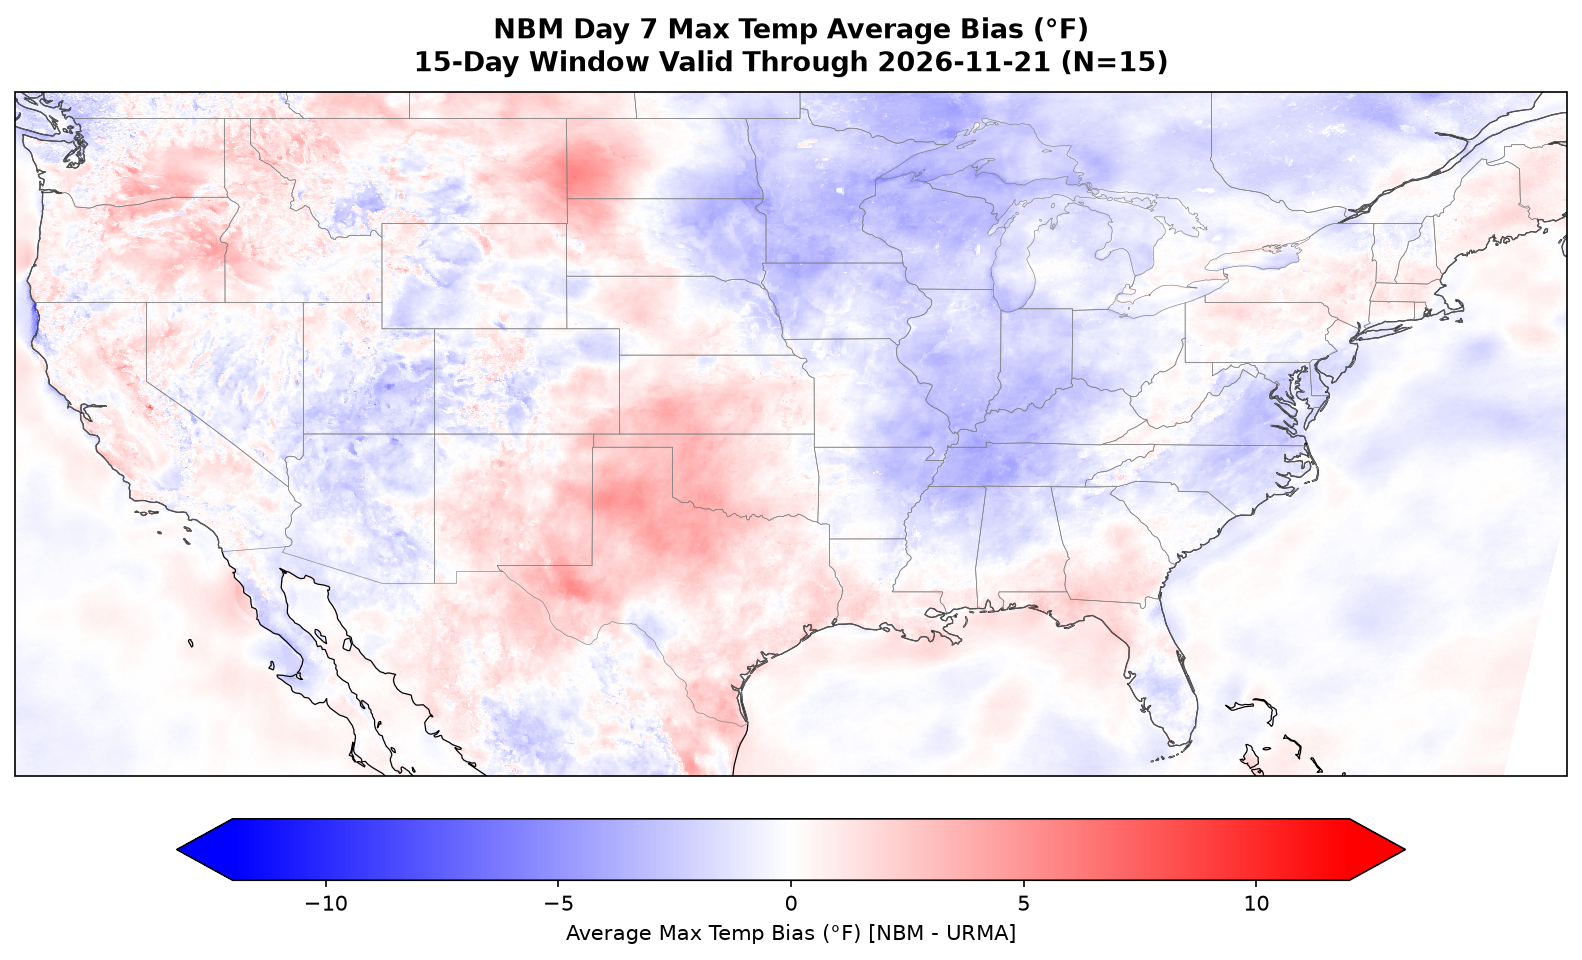 NBM Day 7 Max Temp Average Bias (°F)
15-Day Window Valid Through 2026-11-21 (N=15)
−10 −5 0 5 10
Average Max Temp Bias (°F) [NBM - URMA]